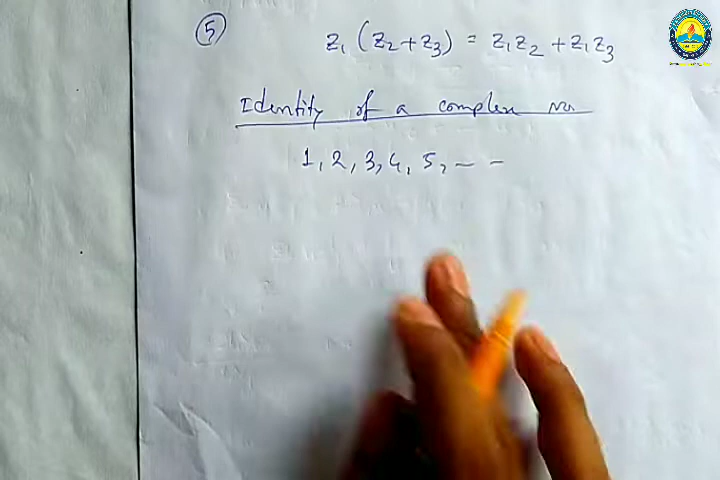 ⑤ z₁ (z₂+z₃) = z₁z₂ + z₁z₃
Identity of a complex no.
1, 2, 3, 4, 5, – –